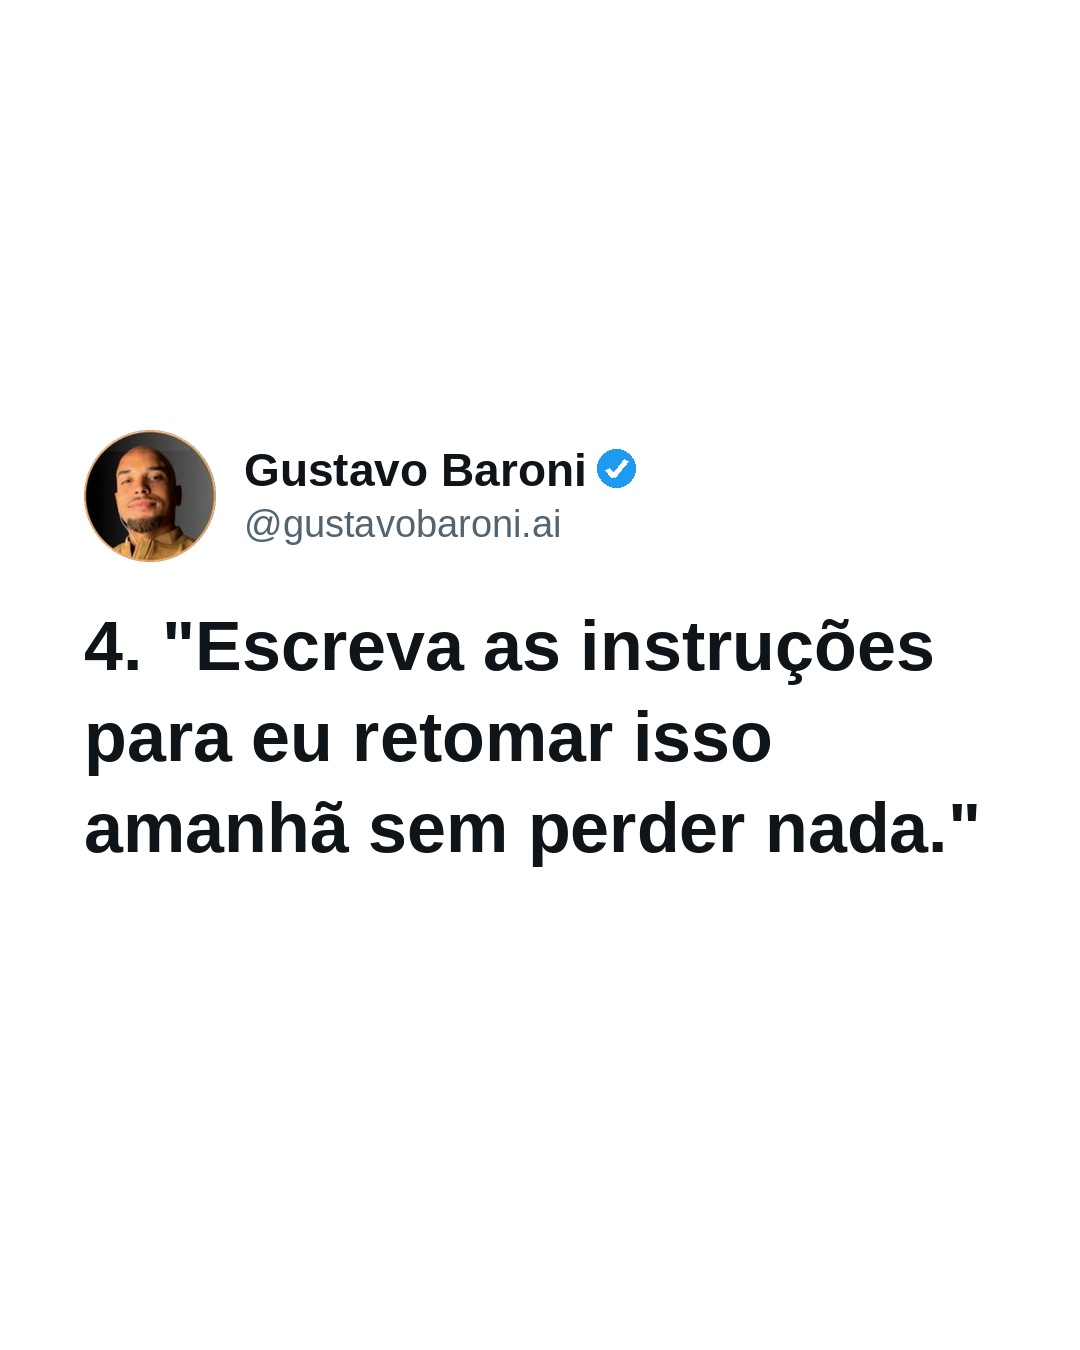 Gustavo Baroni
@gustavobaroni.ai
4. "Escreva as instruções
para eu retomar isso
amanhã sem perder nada."